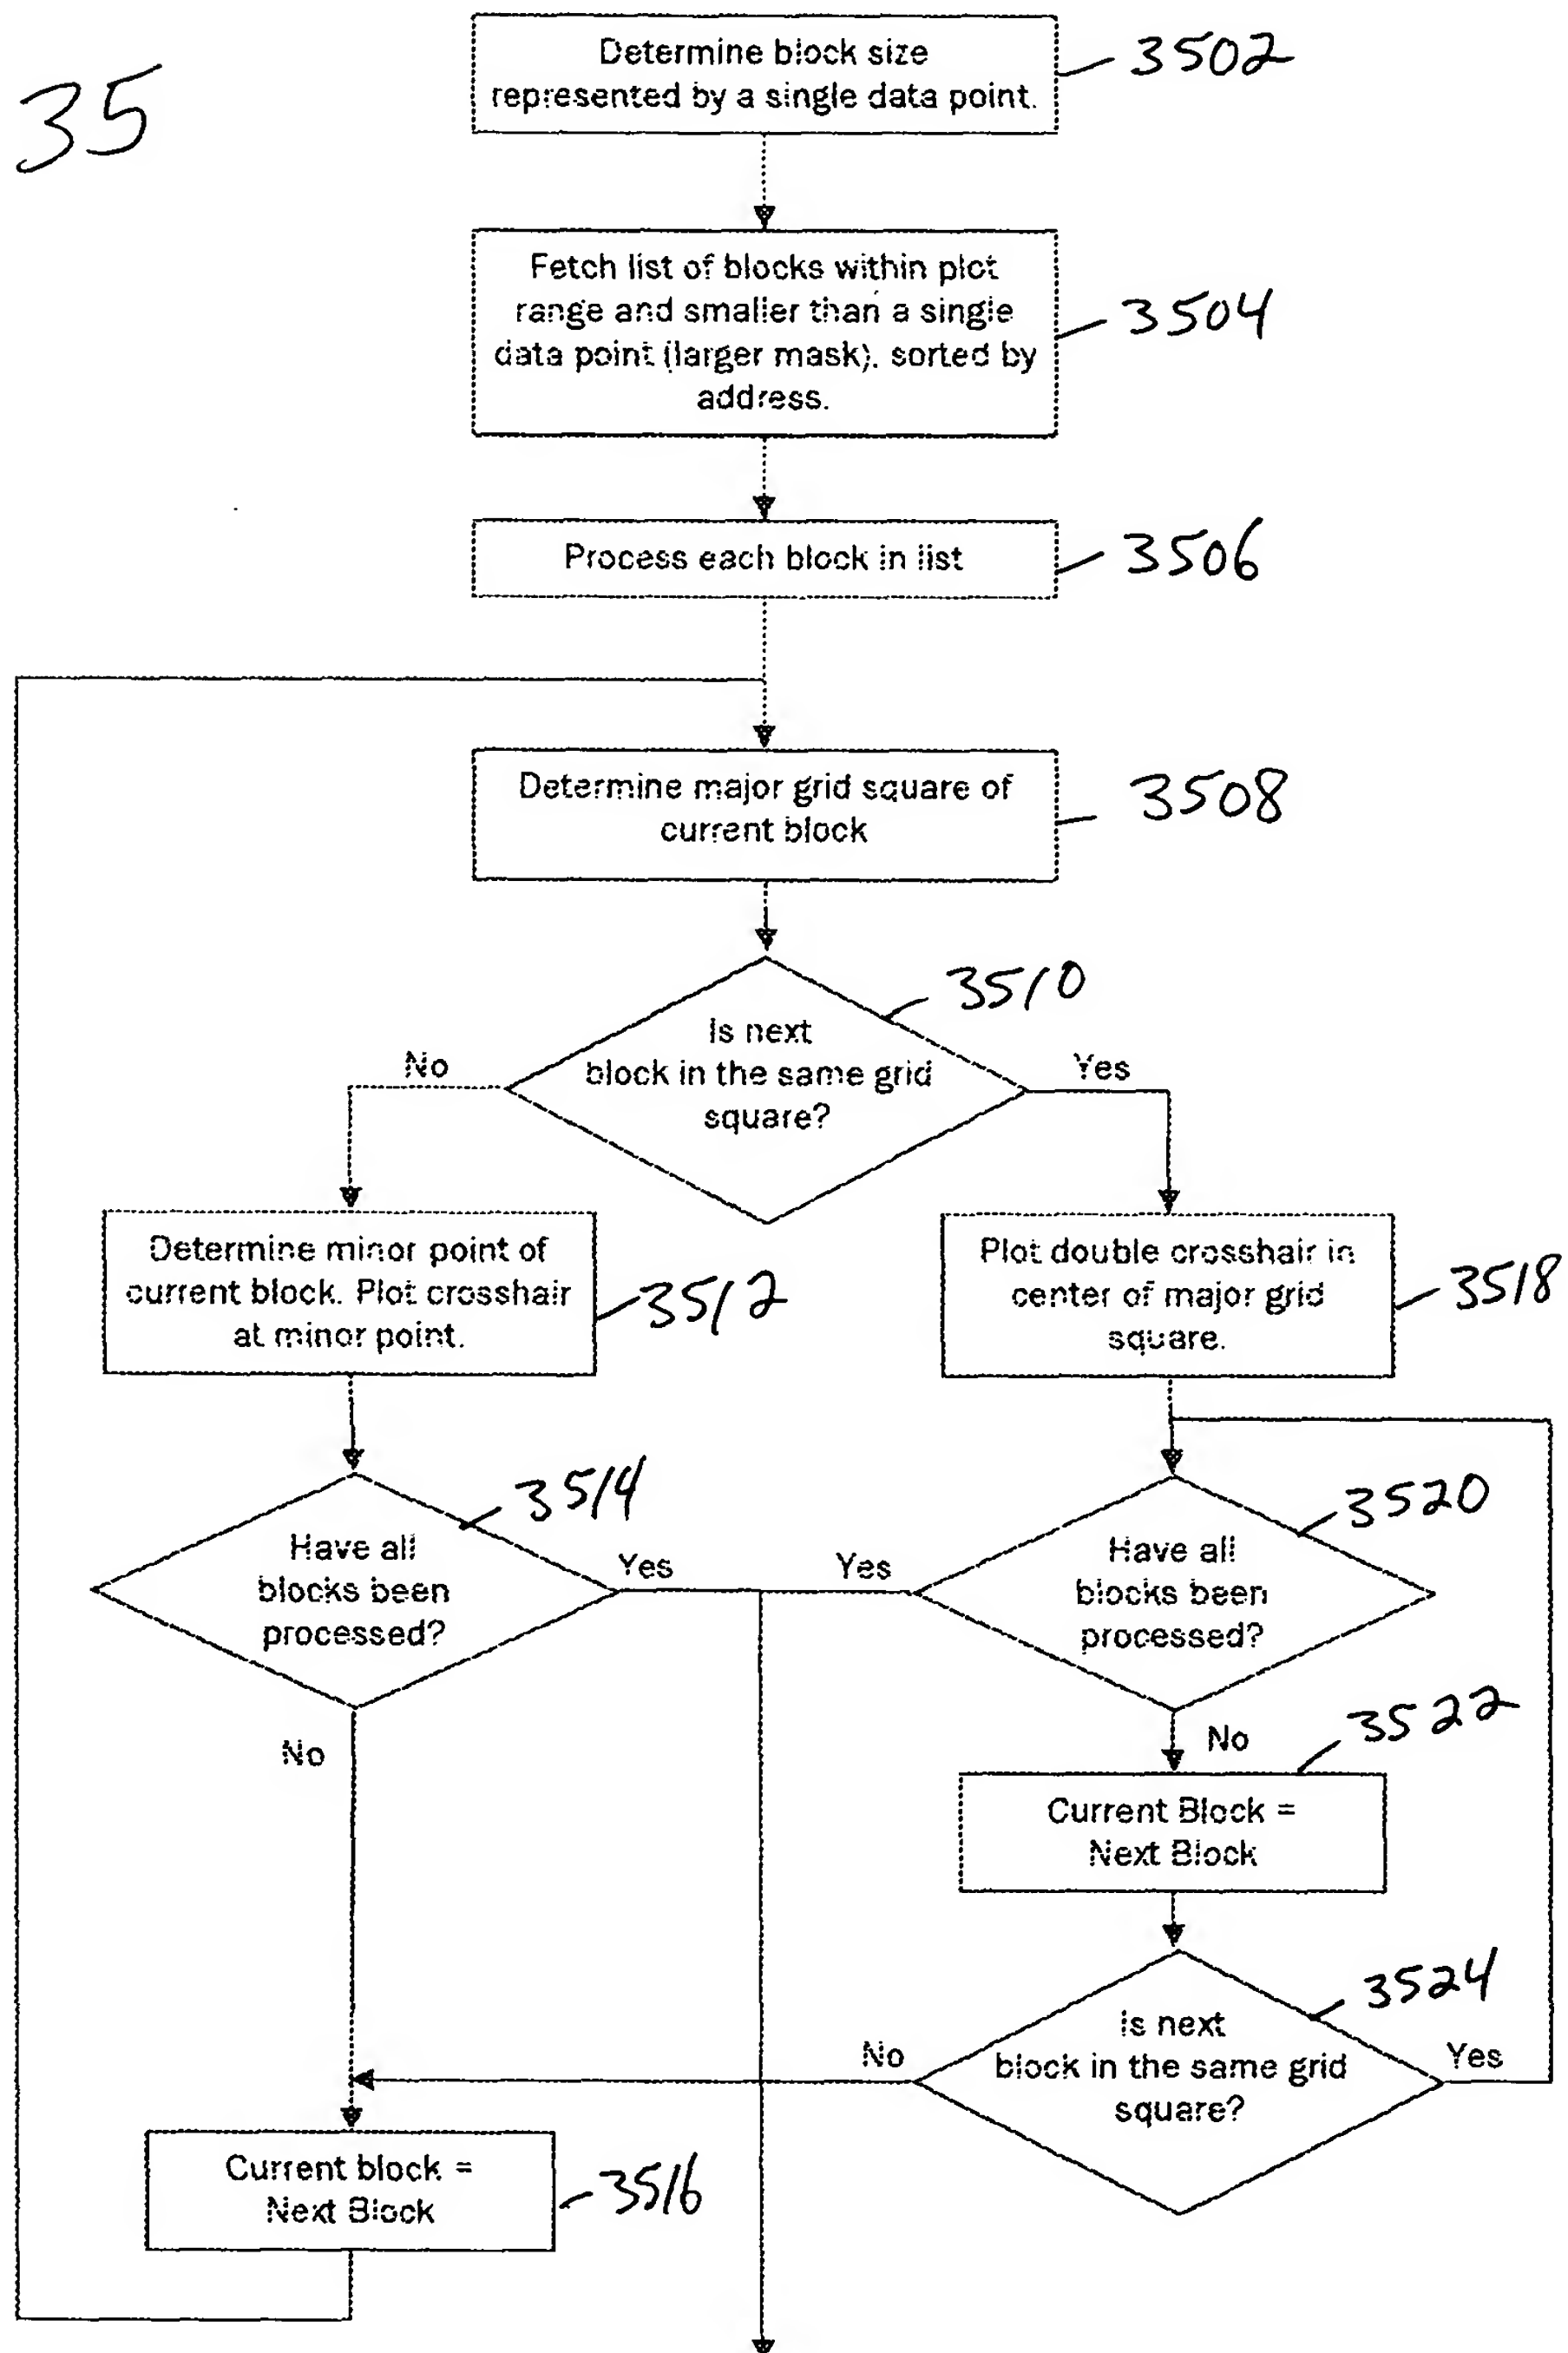 35
Determine block size
represented by a single data point.
3502
Fetch list of blocks within plot
range and smaller than a single
data point (larger mask), sorted by
address.
3504
Process each block in list
3506
Determine major grid square of
current block
3508
Is next
block in the same grid
square?
3510
No
Yes
Determine minor point of
current block. Plot crosshair
at minor point.
3512
Plot double crosshair in
center of major grid
square.
3518
Have all
blocks been
processed?
3514
Yes
No
Have all
blocks been
processed?
3520
Yes
No
Current Block =
Next Block
3522
Is next
block in the same grid
square?
3524
No
Yes
Current block =
Next Block
3516